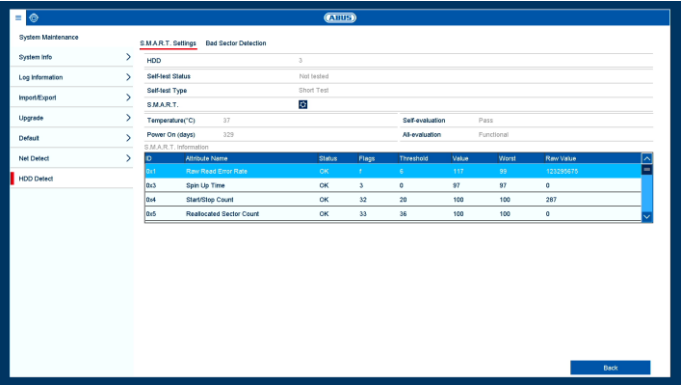 ABUS
System Maintenance
System Info
Log Information
Import/Export
Upgrade
Default
Net Detect
HDD Detect
S.M.A.R.T. Settings Bad Sector Detection
HDD 3
Self-test Status Not tested
Self-test Type Short Test
S.M.A.R.T.
Temperature(°C) 37 Self-evaluation Pass
Power On (days) 329 All-evaluation Functional
S.M.A.R.T. Information
ID Attribute Name Status Flags Threshold Value Worst Raw Value
0x1 Raw Read Error Rate OK f 6 117 99 123295675
0x3 Spin Up Time OK 3 0 97 97 0
0x4 Start/Stop Count OK 32 20 100 100 287
0x5 Reallocated Sector Count OK 33 36 100 100 0
Back